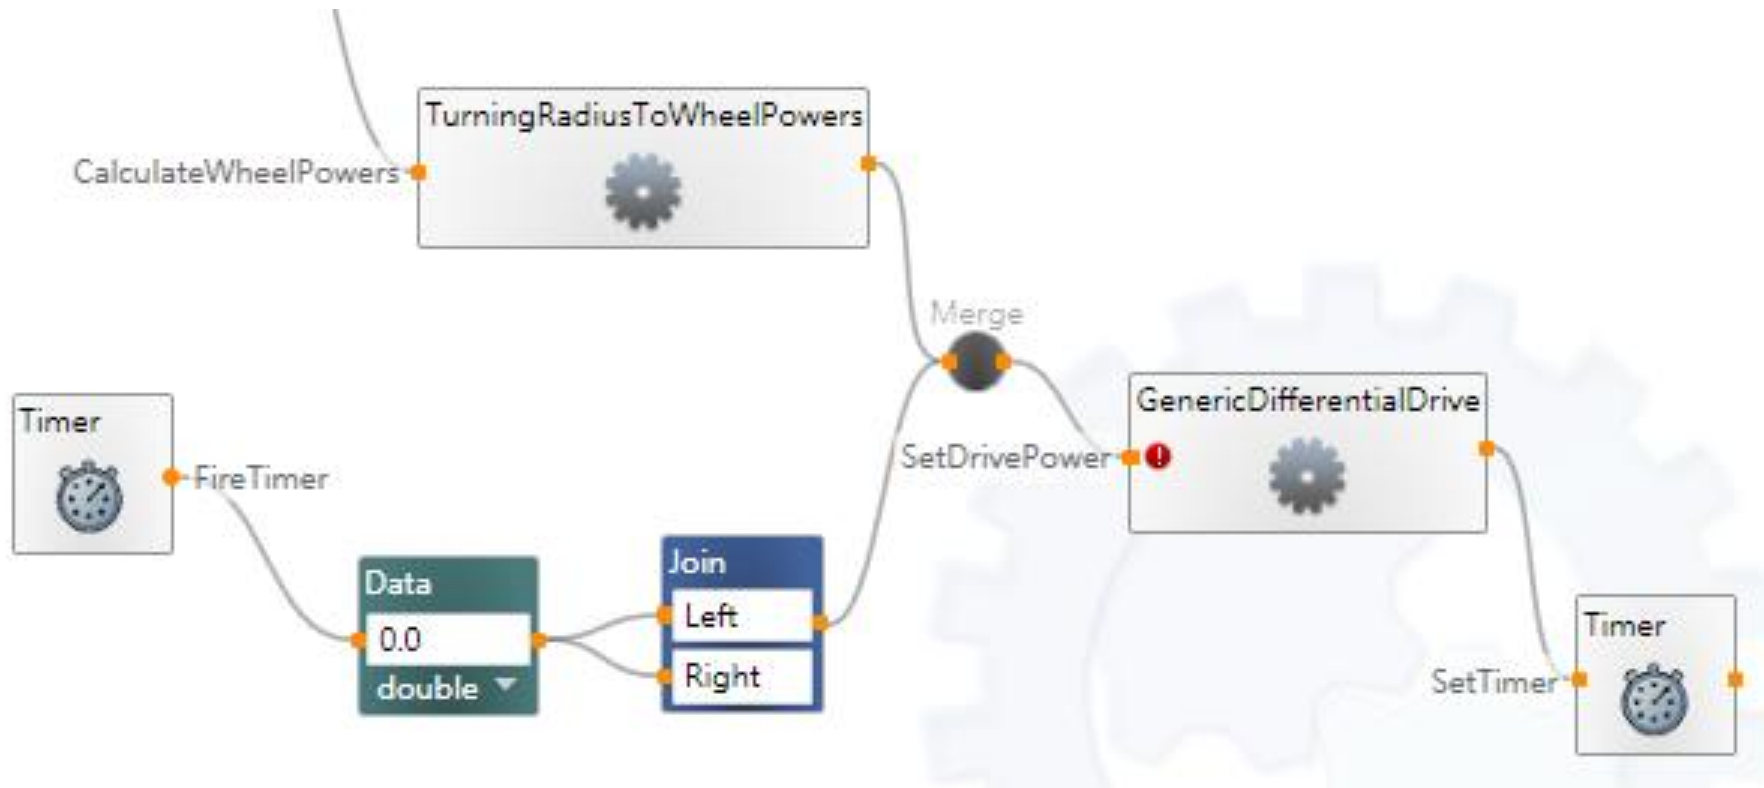 TurningRadiusToWheelPowers
CalculateWheelPowers
Merge
GenericDifferentialDrive
Timer
SetDrivePower
FireTimer
Join
Data
Left
0.0
Timer
Right
double
SetTimer